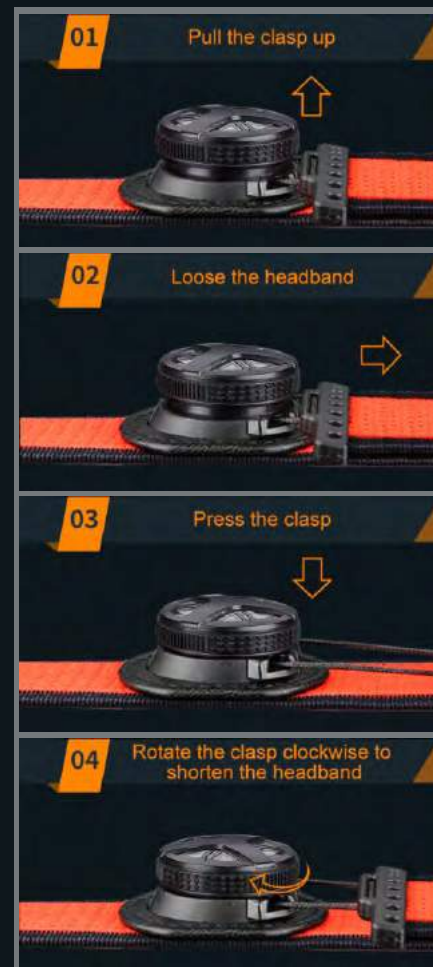 01
Pull the clasp up
02
Loose the headband
03
Press the clasp
04
Rotate the clasp clockwise to
shorten the headband